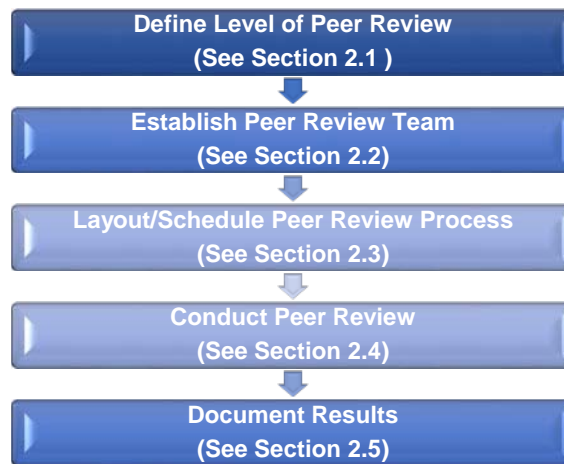 Define Level of Peer Review
(See Section 2.1 )
Establish Peer Review Team
(See Section 2.2)
Layout/Schedule Peer Review Process
(See Section 2.3)
Conduct Peer Review
(See Section 2.4)
Document Results
(See Section 2.5)